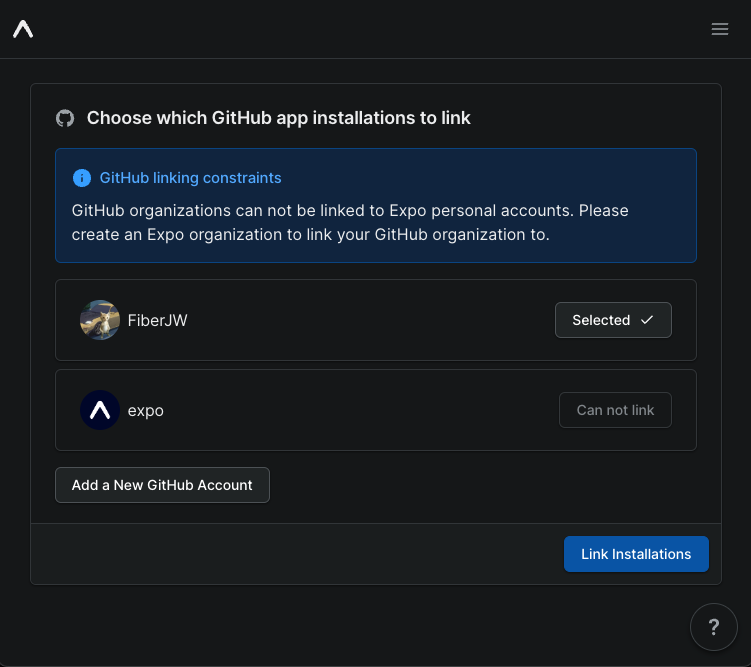 Choose which GitHub app installations to link
GitHub linking constraints
GitHub organizations can not be linked to Expo personal accounts. Please
create an Expo organization to link your GitHub organization to.
FiberJW
Selected
expo
Can not link
Add a New GitHub Account
Link Installations
?